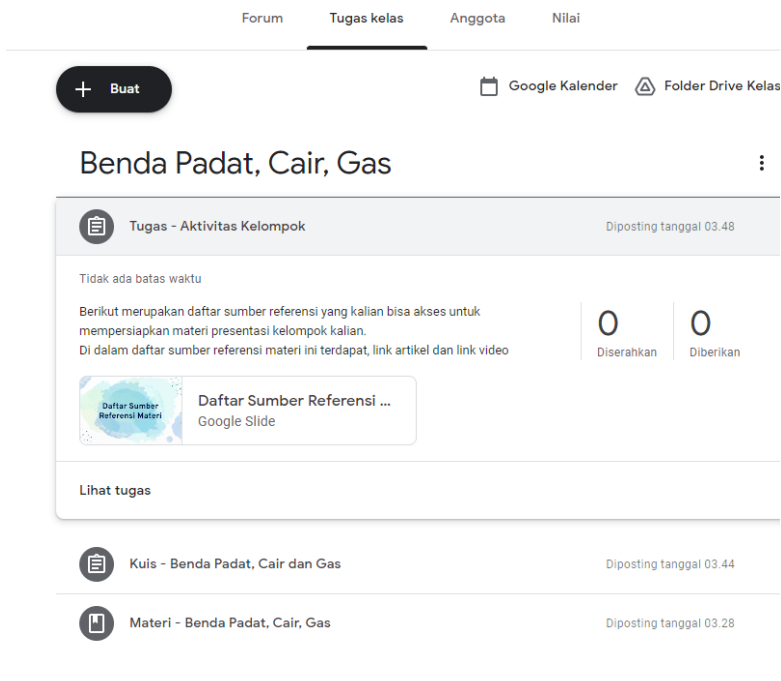 Forum Tugas kelas Anggota Nilai
Buat
Google Kalender Folder Drive Kelas
Benda Padat, Cair, Gas
Tugas - Aktivitas Kelompok Diposting tanggal 03.48
Tidak ada batas waktu
Berikut merupakan daftar sumber referensi yang kalian bisa akses untuk
mempersiapkan materi presentasi kelompok kalian.
Di dalam daftar sumber referensi materi ini terdapat, link artikel dan link video
0 Diserahkan
0 Diberikan
Daftar Sumber
Referensi Materi
Daftar Sumber Referensi ...
Google Slide
Lihat tugas
Kuis - Benda Padat, Cair dan Gas Diposting tanggal 03.44
Materi - Benda Padat, Cair, Gas Diposting tanggal 03.28